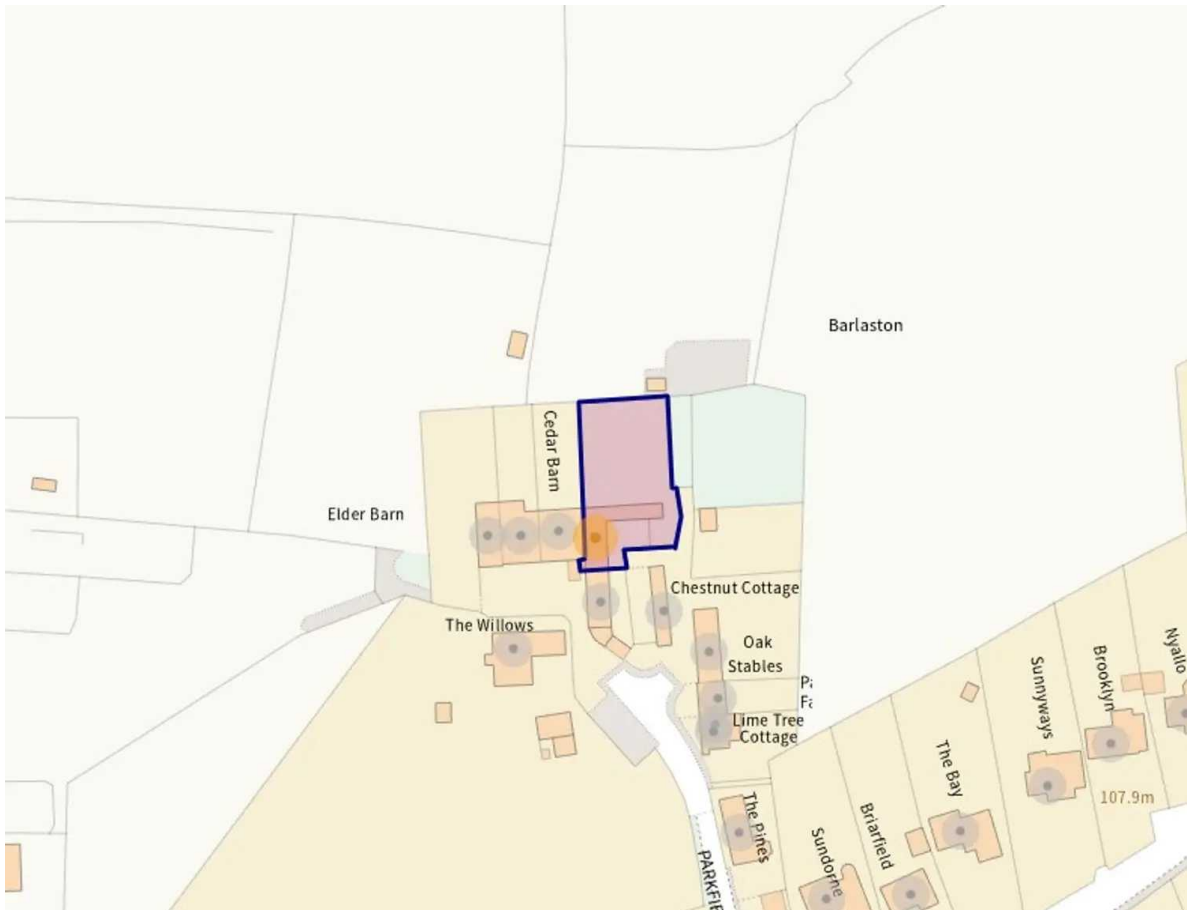 Barlaston
Cedar Barn
Elder Barn
Chestnut Cottage
The Willows
Oak
Stables
Lime Tree
Cottage
The Pines
Sundorne
Briarfield
The Bay
Sunnyways
Brooklyn
107.9m